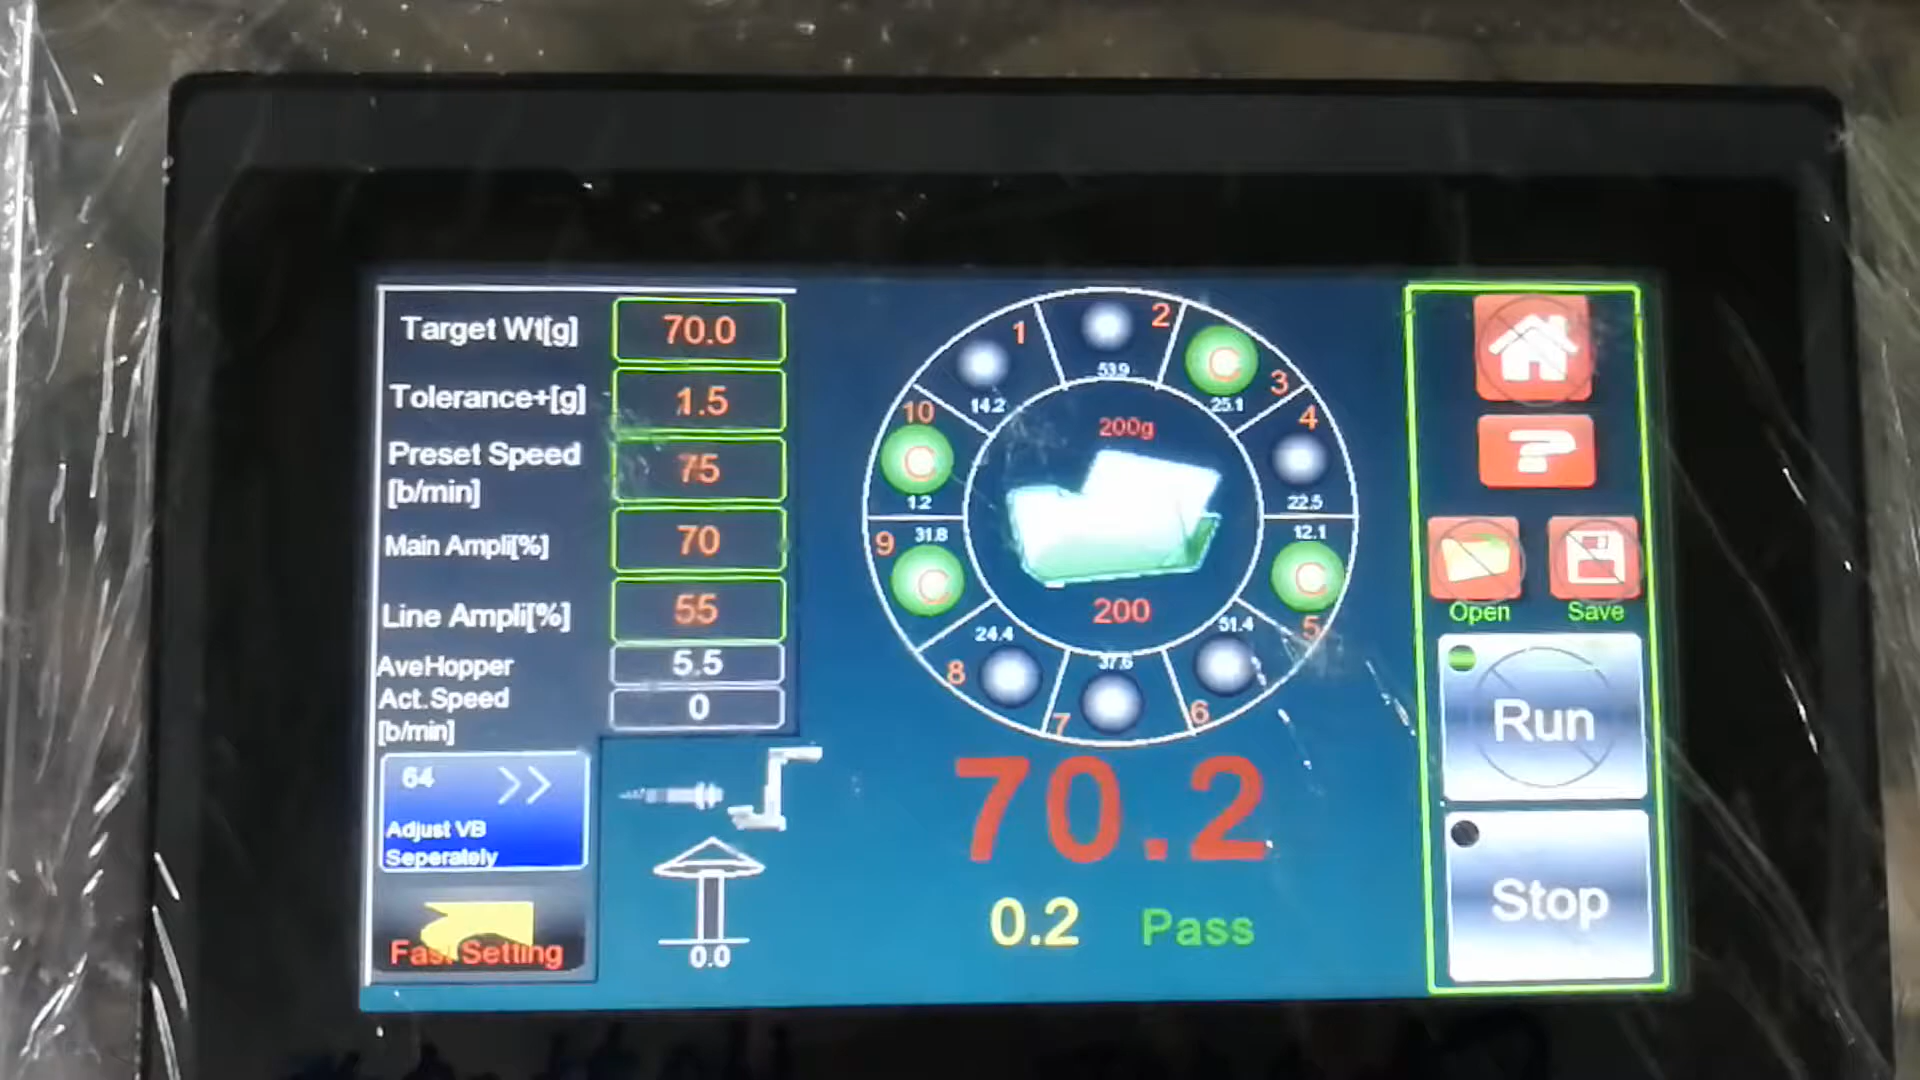 Target Wt[g] 70.0
Tolerance+[g] 1.5
Preset Speed
[b/min] 75
Main Ampli[%] 70
Line Ampli[%] 55
AveHopper 5.5
Act.Speed
[b/min] 0
64 >>
Adjust VB
Seperately
Fast Setting
0.0
1 14.2
2 53.9
3 C 25.1
4 22.5
5 C 12.1
6 51.4
7 37.6
8 24.4
9 C 31.8
10 C 1.2
200g
200
70.2
0.2 Pass
?
Open Save
Run
Stop